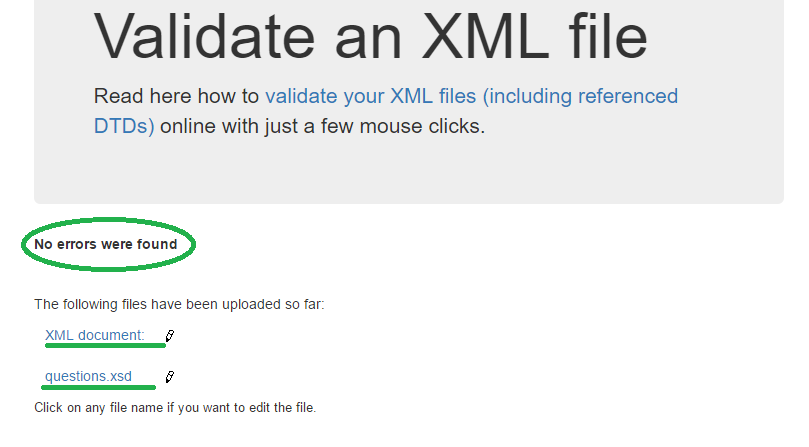 Validate an XML file
Read here how to validate your XML files (including referenced
DTDs) online with just a few mouse clicks.
No errors were found
The following files have been uploaded so far:
XML document:
questions.xsd
Click on any file name if you want to edit the file.